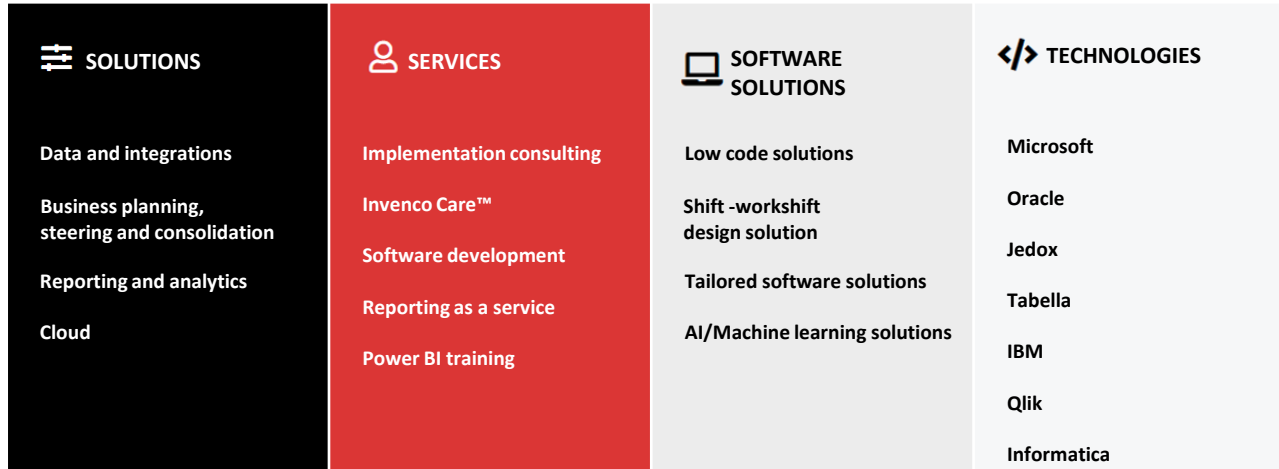 SOLUTIONS
Data and integrations
Business planning,
steering and consolidation
Reporting and analytics
Cloud
SERVICES
Implementation consulting
Invenco Care™
Software development
Reporting as a service
Power BI training
SOFTWARE
SOLUTIONS
Low code solutions
Shift -workshift
design solution
Tailored software solutions
AI/Machine learning solutions
</> TECHNOLOGIES
Microsoft
Oracle
Jedox
Tabella
IBM
Qlik
Informatica